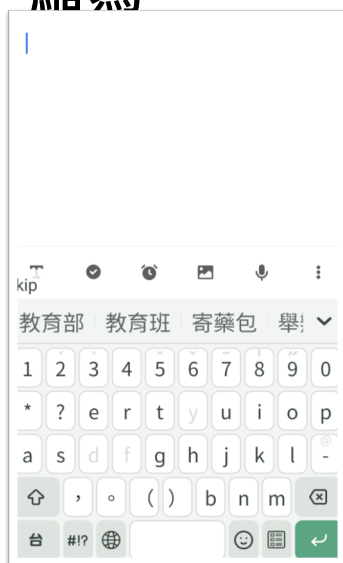 kip
教育部 教育班 寄藥包 舉
1 2 3 4 5 6 7 8 9 0
* ? e r t y u i o p
a s d f g h j k l -
， 。 ( ) b n m
台 #!?